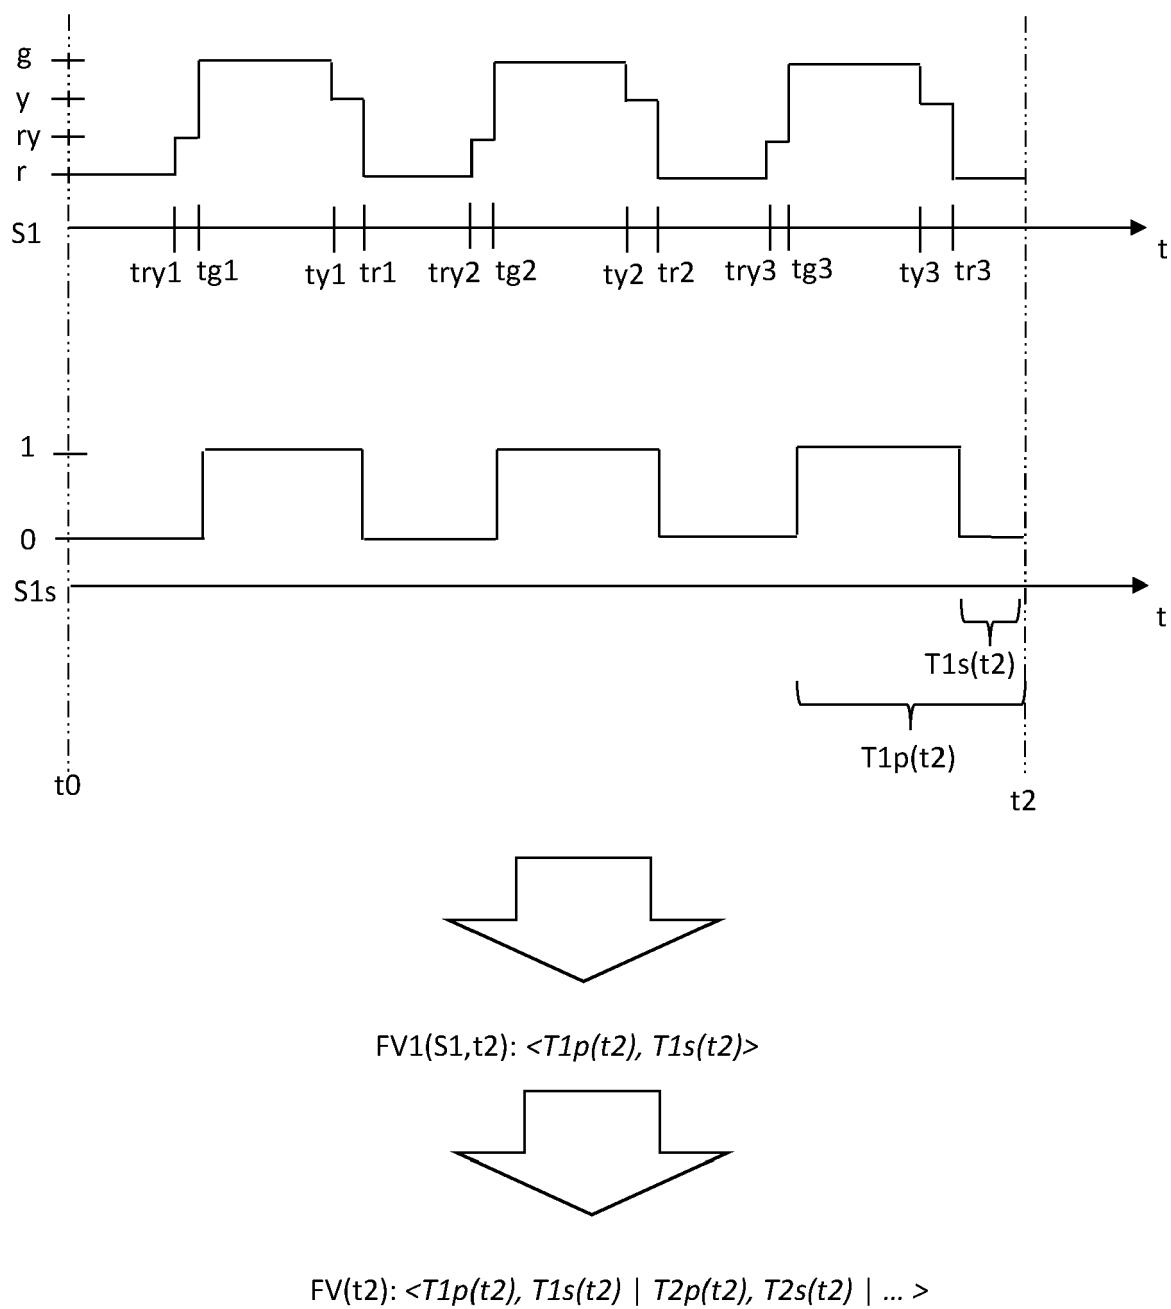 g
y
ry
r
S1
t
try1 tg1 ty1 tr1 try2 tg2 ty2 tr2 try3 tg3 ty3 tr3
1
0
S1s
t
T1s(t2)
T1p(t2)
t0
t2
FV1(S1,t2): <T1p(t2), T1s(t2)>
FV(t2): <T1p(t2), T1s(t2) | T2p(t2), T2s(t2) | ... >